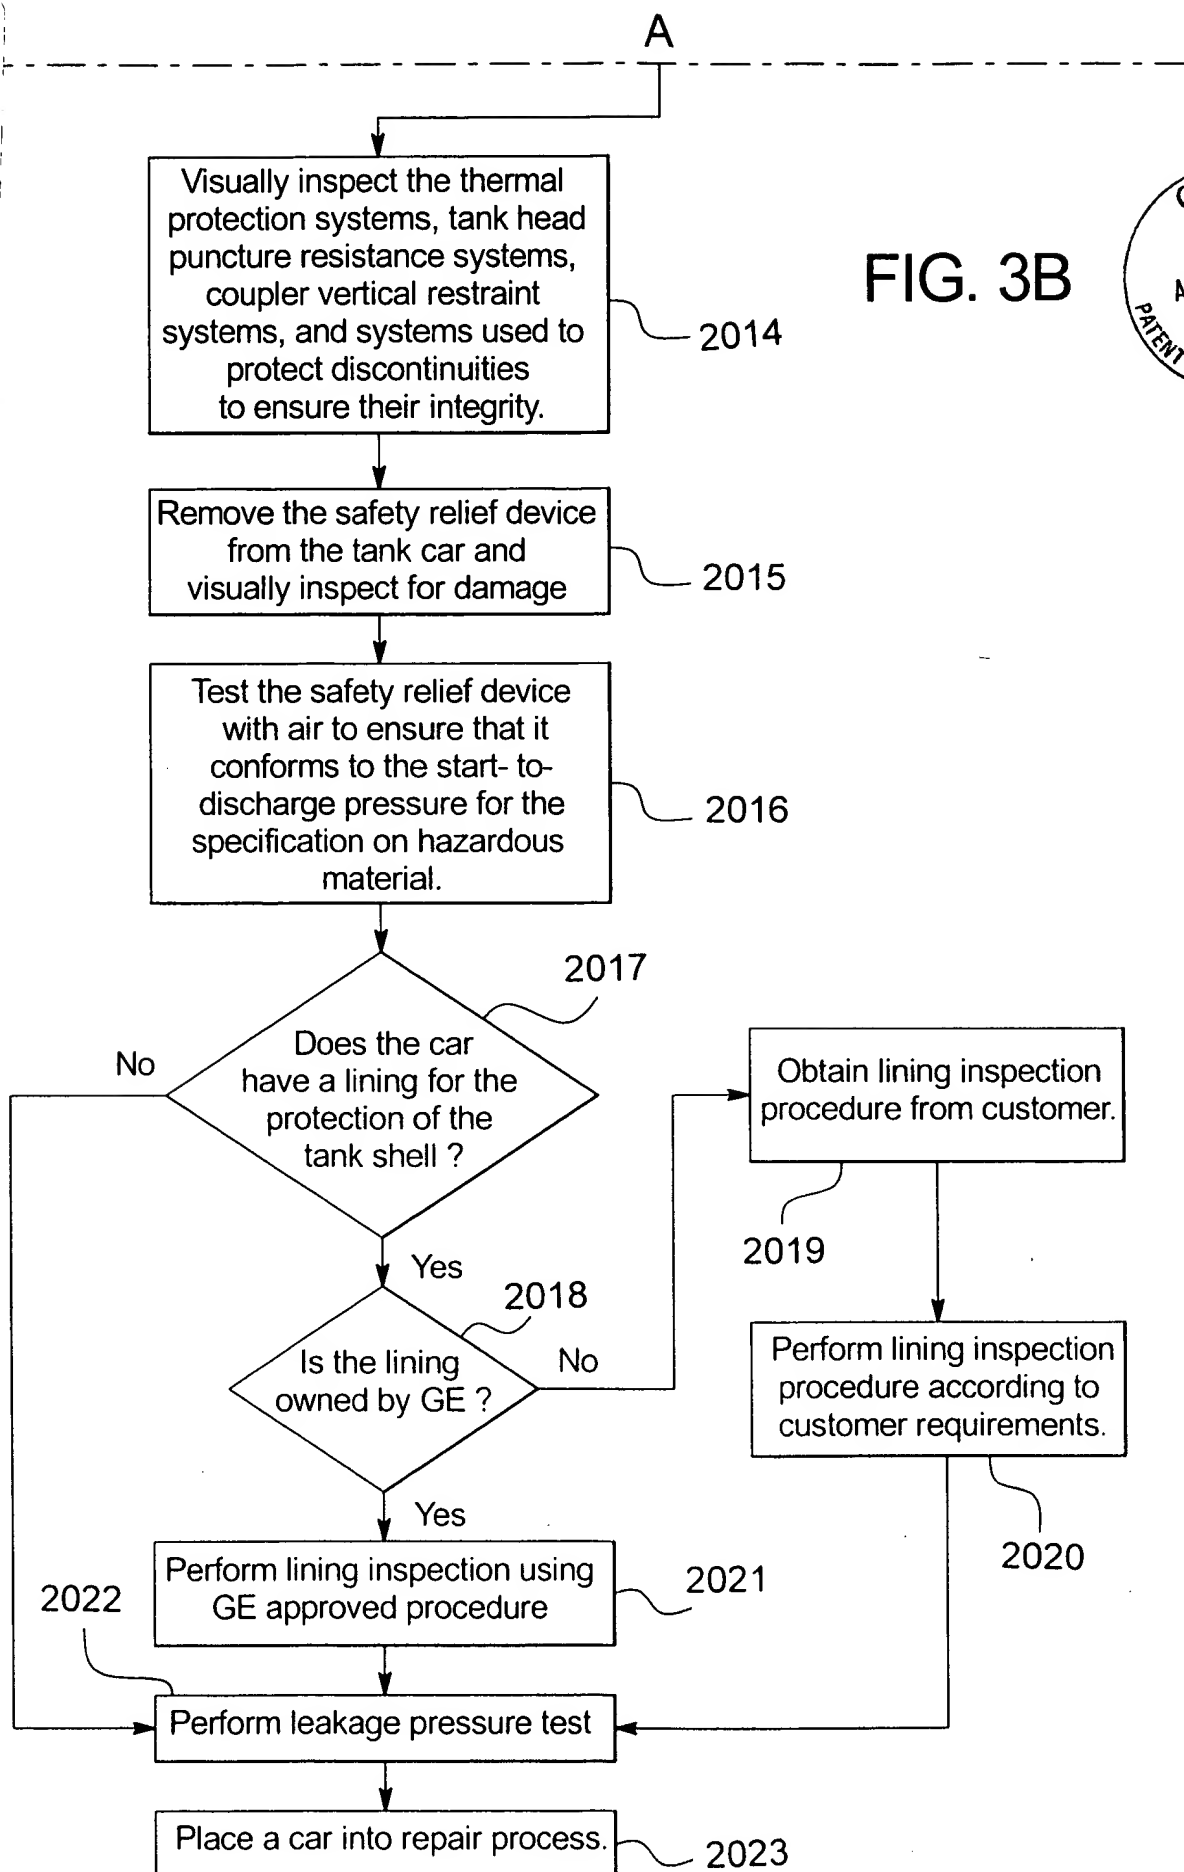 A
FIG. 3B
PATENT
Visually inspect the thermal
protection systems, tank head
puncture resistance systems,
coupler vertical restraint
systems, and systems used to
protect discontinuities
to ensure their integrity.
2014
Remove the safety relief device
from the tank car and
visually inspect for damage
2015
Test the safety relief device
with air to ensure that it
conforms to the start- to-
discharge pressure for the
specification on hazardous
material.
2016
2017
Does the car
have a lining for the
protection of the
tank shell ?
No
Yes
Obtain lining inspection
procedure from customer.
2019
2018
Is the lining
owned by GE ?
No
Yes
Perform lining inspection
procedure according to
customer requirements.
2020
Perform lining inspection using
GE approved procedure
2021
2022
Perform leakage pressure test
Place a car into repair process.
2023